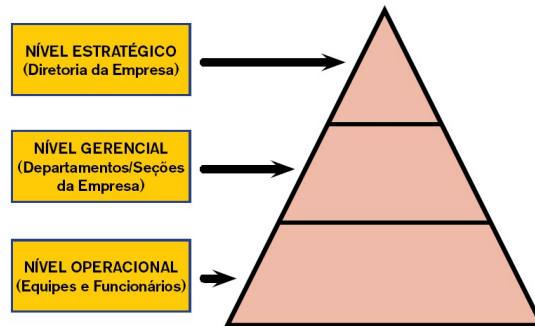 NÍVEL ESTRATÉGICO
(Diretoria da Empresa)
NÍVEL GERENCIAL
(Departamentos/Seções
da Empresa)
NÍVEL OPERACIONAL
(Equipes e Funcionários)